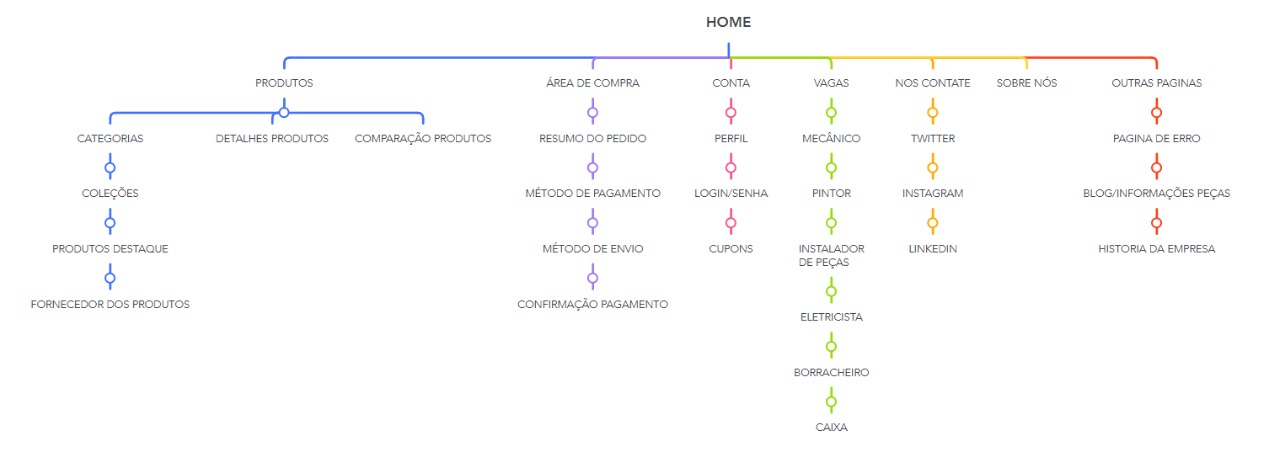 HOME
PRODUTOS
ÁREA DE COMPRA
CONTA
VAGAS
NOS CONTATE
SOBRE NÓS
OUTRAS PAGINAS
CATEGORIAS
DETALHES PRODUTOS
COMPARAÇÃO PRODUTOS
RESUMO DO PEDIDO
PERFIL
MECÂNICO
TWITTER
PAGINA DE ERRO
COLEÇÕES
MÉTODO DE PAGAMENTO
LOGIN/SENHA
PINTOR
INSTAGRAM
BLOG/INFORMAÇÕES PEÇAS
PRODUTOS DESTAQUE
MÉTODO DE ENVIO
CUPONS
INSTALADOR
DE PEÇAS
LINKEDIN
HISTORIA DA EMPRESA
FORNECEDOR DOS PRODUTOS
CONFIRMAÇÃO PAGAMENTO
ELETRICISTA
BORRACHEIRO
CAIXA